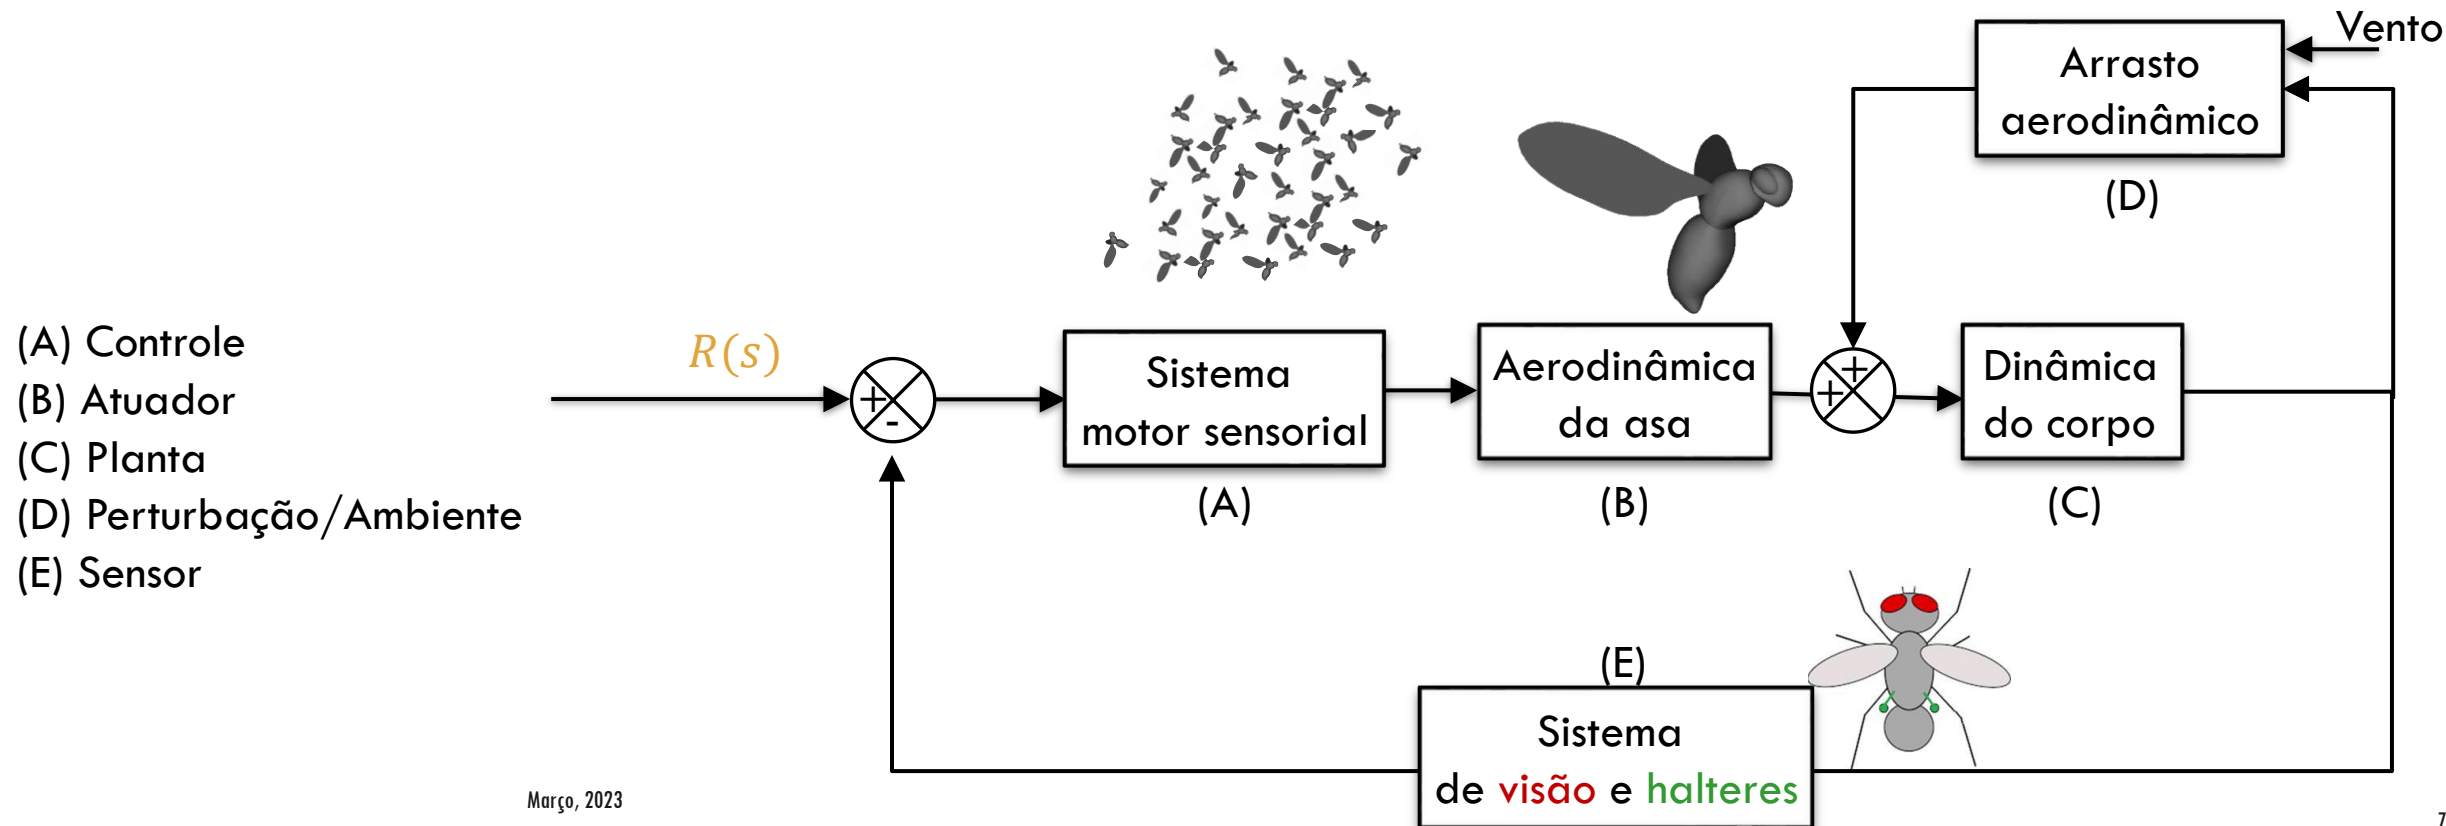 Vento
Arrasto
aerodinâmico
(D)
(A) Controle
(B) Atuador
(C) Planta
(D) Perturbação/Ambiente
(E) Sensor
R(s)
+
-
Sistema
motor sensorial
(A)
Aerodinâmica
da asa
(B)
+
+
Dinâmica
do corpo
(C)
(E)
Sistema
de visão e halteres
Março, 2023
7